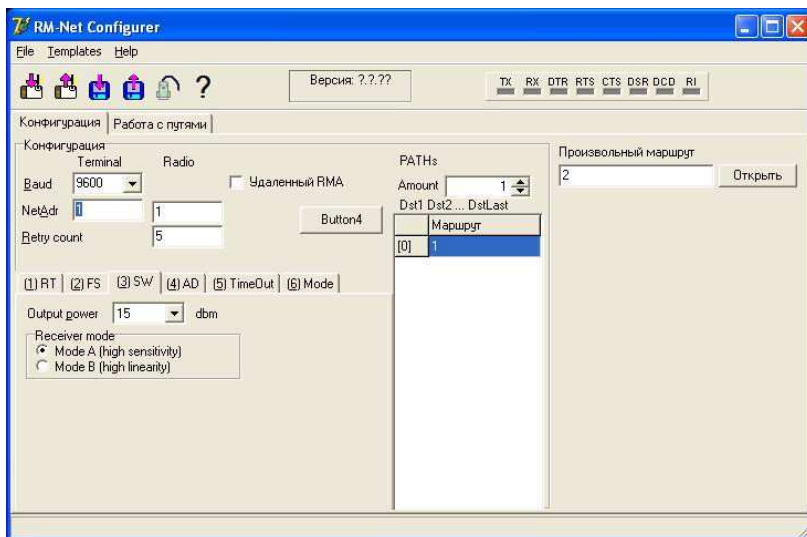 RM-Net Configurer
File Templates Help
?
Версия: ?.?.??
TX RX DTR RTS CTS DSR DCD RI
Конфигурация
Работа с путями
Конфигурация
Terminal Radio
Baud 9600
Удаленный RMA
NetAdr 1 1
Button4
Retry count 5
PATHs
Amount 1
Dst1 Dst2 ... DstLast
Маршрут
[0] 1
Произвольный маршрут
2
Открыть
(1) RT (2) FS (3) SW (4) AD (5) TimeOut (6) Mode
Output power 15 dbm
Receiver mode
Mode A (high sensitivity)
Mode B (high linearity)